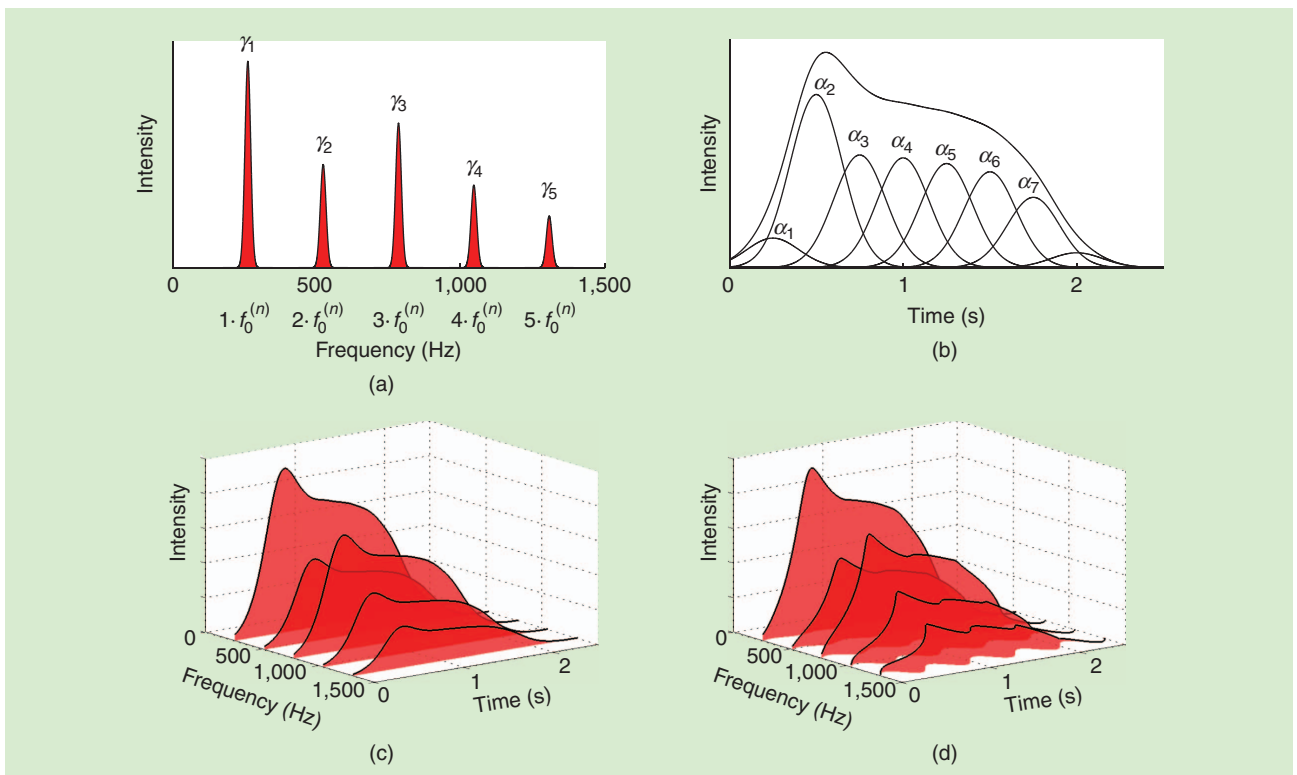 γ1
γ2
γ3
γ4
γ5
Intensity
0 500 1,000 1,500
1·f0(n) 2·f0(n) 3·f0(n) 4·f0(n) 5·f0(n)
Frequency (Hz)
(a)
α1
α2
α3
α4
α5
α6
α7
Intensity
0 1 2
Time (s)
(b)
Intensity
0
500
1,000
1,500
Frequency (Hz)
0
1
2
Time (s)
(c)
Intensity
0
500
1,000
1,500
Frequency (Hz)
0
1
2
Time (s)
(d)